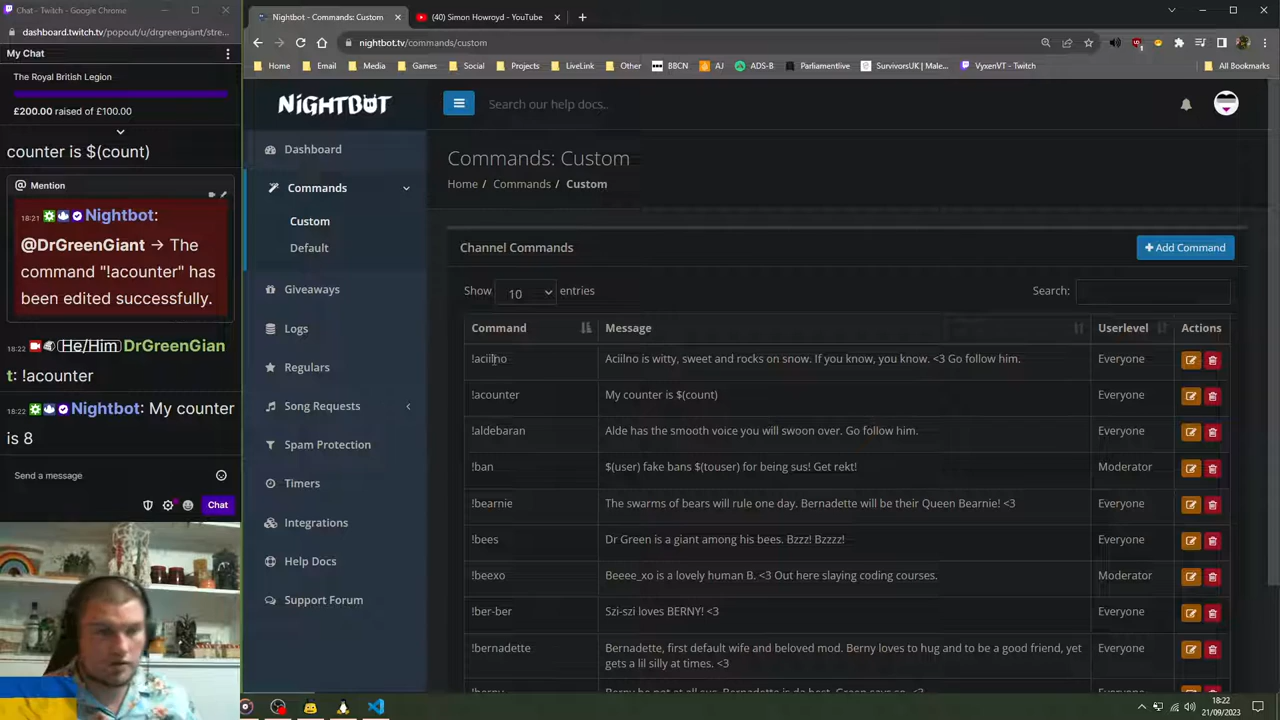 Chat - Twitch - Google Chrome
dashboard.twitch.tv/popout/u/drgreengiant/stre...
My Chat
The Royal British Legion
£200.00 raised of £100.00
counter is $(count)
Mention
18:21 Nightbot:
@DrGreenGiant → The
command "!acounter" has
been edited successfully.
18:22 He/Him DrGreenGian
t: !acounter
18:22 Nightbot: My counter
is 8
Send a message
Chat
Nightbot - Commands: Custom
(40) Simon Howroyd - YouTube
nightbot.tv/commands/custom
Home Email Media Games Social Projects LiveLink Other BBCN AJ ADS-B Parliamentlive SurvivorsUK | Male... VyxenVT - Twitch All Bookmarks
NIGHTBOT
Search our help docs..
Dashboard
Commands
Custom
Default
Giveaways
Logs
Regulars
Song Requests
Spam Protection
Timers
Integrations
Help Docs
Support Forum
Commands: Custom
Home / Commands / Custom
Channel Commands
+ Add Command
Show 10 entries
Search:
Command Message Userlevel Actions
!aciilno Aciilno is witty, sweet and rocks on snow. If you know, you know. <3 Go follow him. Everyone
!acounter My counter is $(count) Everyone
!aldebaran Alde has the smooth voice you will swoon over. Go follow him. Everyone
!ban $(user) fake bans $(touser) for being sus! Get rekt! Moderator
!bearnie The swarms of bears will rule one day. Bernadette will be their Queen Bearnie! <3 Everyone
!bees Dr Green is a giant among his bees. Bzzz! Bzzzz! Everyone
!beexo Beeee_xo is a lovely human B. <3 Out here slaying coding courses. Moderator
!ber-ber Szi-szi loves BERNY! <3 Everyone
!bernadette Bernadette, first default wife and beloved mod. Berny loves to hug and to be a good friend, yet Everyone
gets a lil silly at times. <3
18:22
21/09/2023